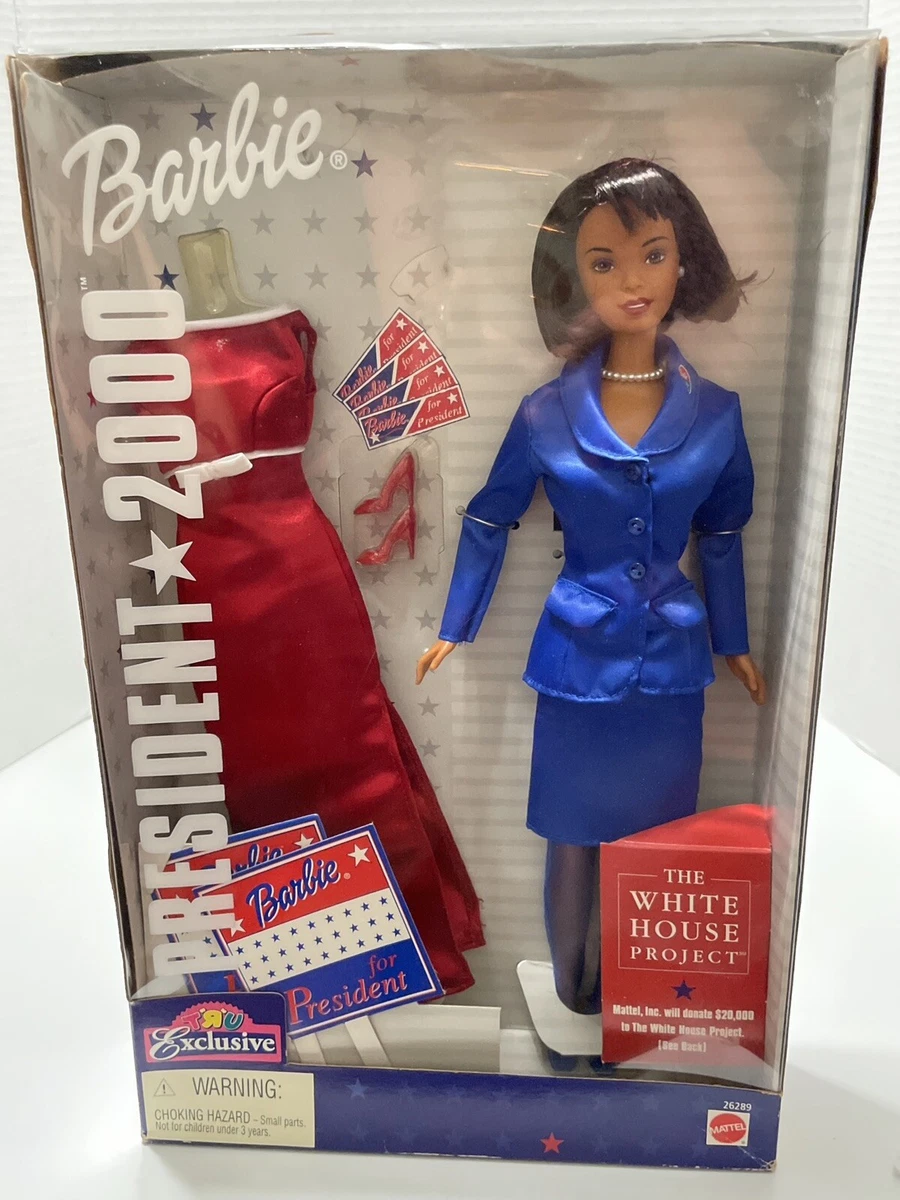 Barbie®
PRESIDENT ★ 2000™
for
President
Barbie
for
President
Barbie
for
President
Barbie
for
President
Barbie
Barbie®
for
President
THE
WHITE
HOUSE
PROJECT℠
Mattel, Inc. will donate $20,000
to The White House Project.
[See Back]
TRU
Exclusive
⚠ WARNING:
CHOKING HAZARD - Small parts.
Not for children under 3 years.
26289
MATTEL